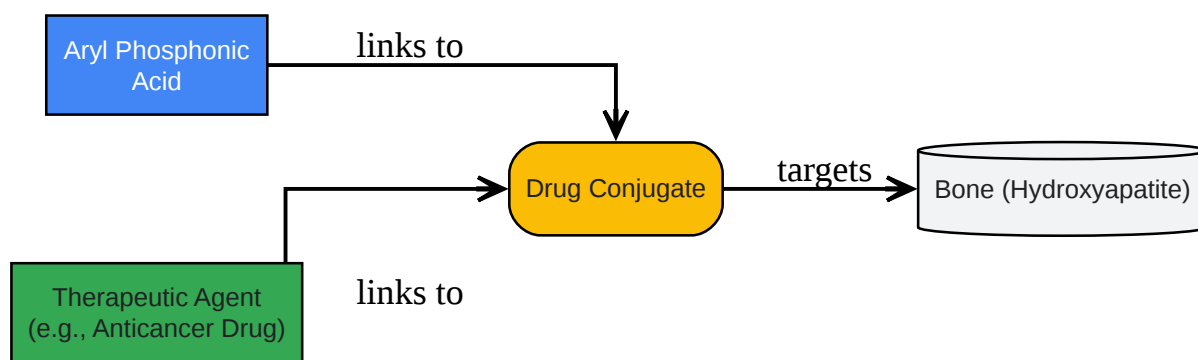 Aryl Phosphonic
Acid
links to
Drug Conjugate
targets
Bone (Hydroxyapatite)
Therapeutic Agent
(e.g., Anticancer Drug)
links to